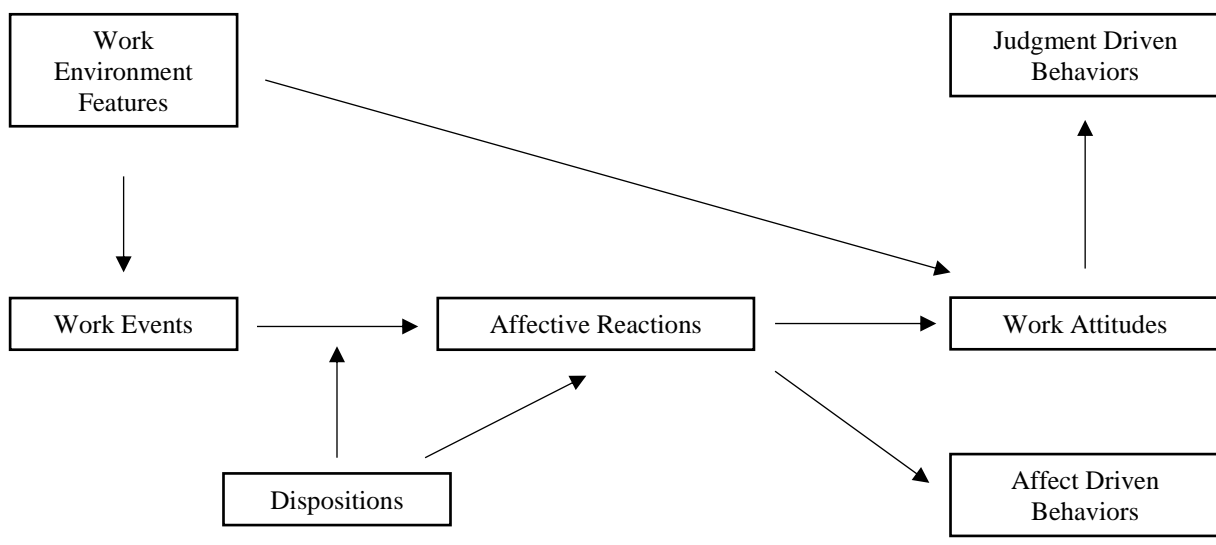 Work
Environment
Features
Judgment Driven
Behaviors
Work Events
Affective Reactions
Work Attitudes
Dispositions
Affect Driven
Behaviors